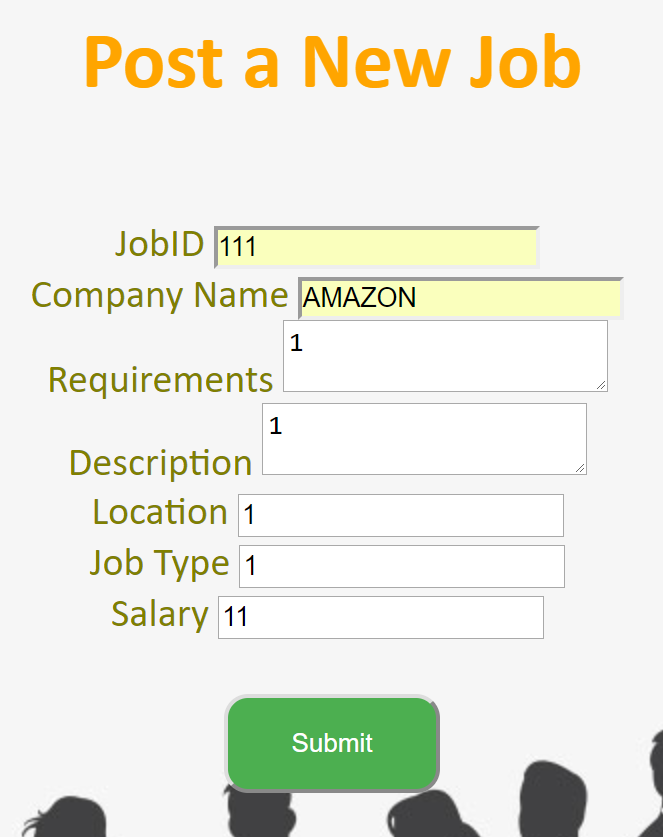 Post a New Job
JobID 111
Company Name AMAZON
Requirements 1
Description 1
Location 1
Job Type 1
Salary 11
Submit